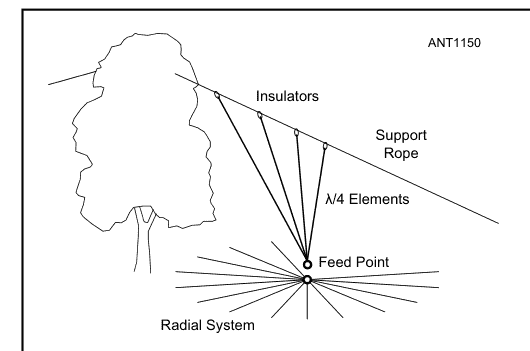 ANT1150
Insulators
Support
Rope
λ/4 Elements
Feed Point
Radial System